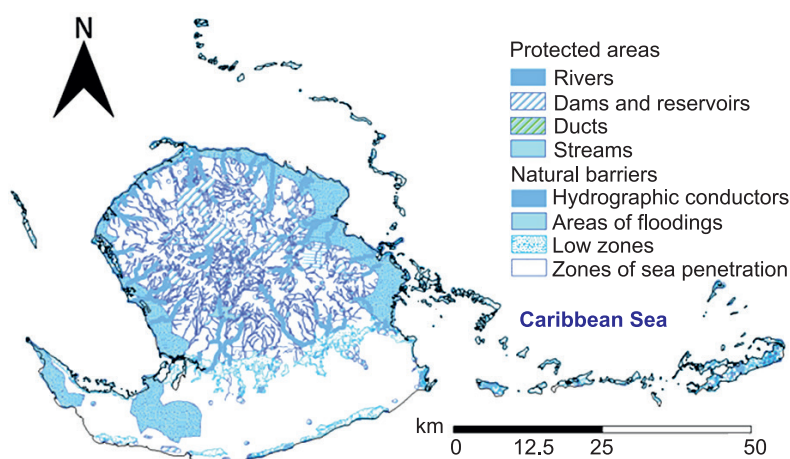 N
Protected areas
Rivers
Dams and reservoirs
Ducts
Streams
Natural barriers
Hydrographic conductors
Areas of floodings
Low zones
Zones of sea penetration
Caribbean Sea
km
0 12.5 25 50